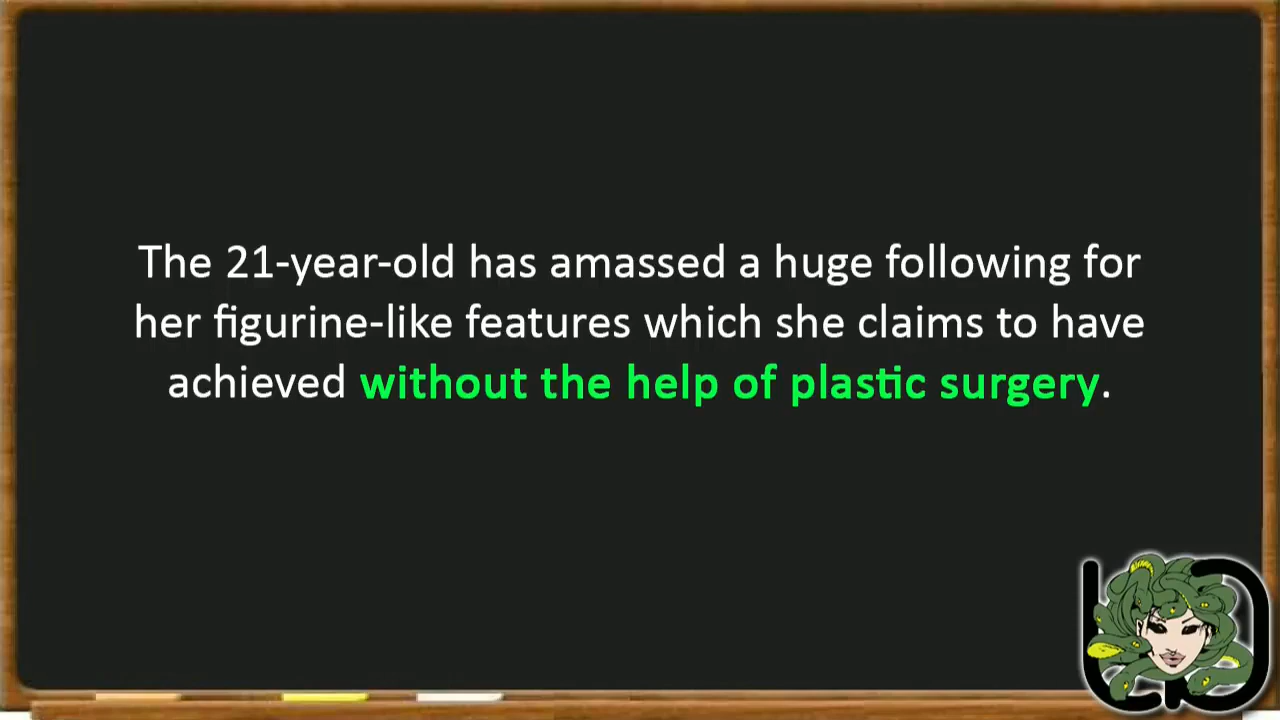 The 21-year-old has amassed a huge following for
her figurine-like features which she claims to have
achieved without the help of plastic surgery.